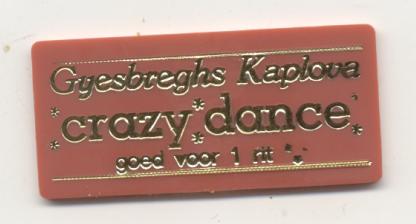 Gyesbreghs Kaplova
*crazy*dance*
goed voor 1 rit